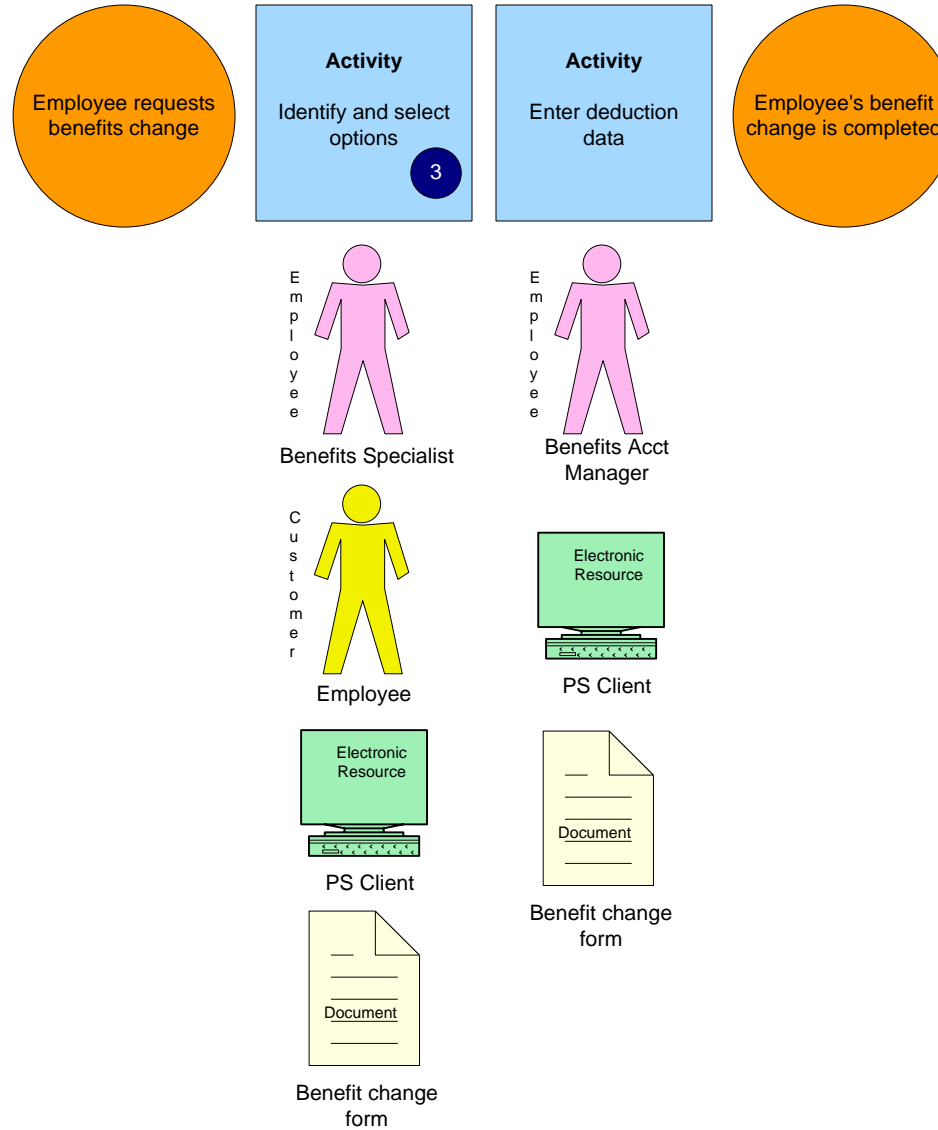 Employee requests
benefits change
Activity
Identify and select
options
3
Activity
Enter deduction
data
Employee's benefit
change is completed
Employee
Benefits Specialist
Employee
Benefits Acct
Manager
Customer
Employee
Electronic
Resource
PS Client
Electronic
Resource
PS Client
Document
Benefit change
form
Document
Benefit change
form